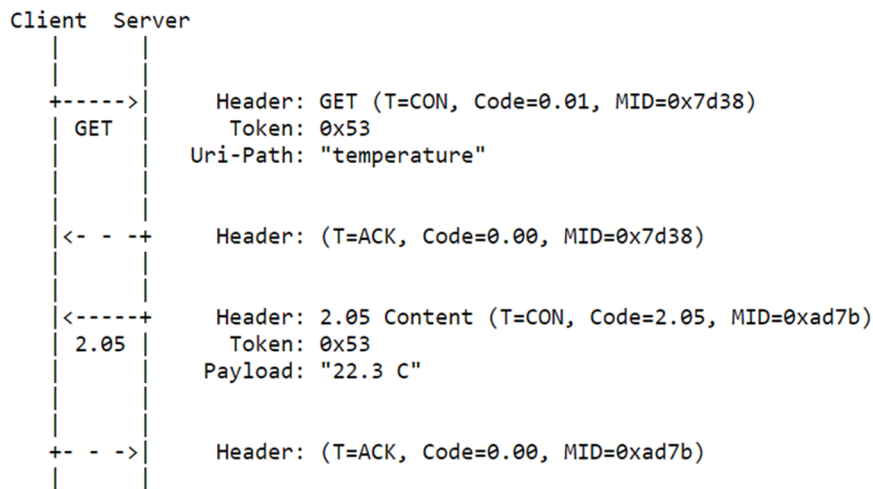 Client Server
GET
Header: GET (T=CON, Code=0.01, MID=0x7d38)
Token: 0x53
Uri-Path: "temperature"
Header: (T=ACK, Code=0.00, MID=0x7d38)
2.05
Header: 2.05 Content (T=CON, Code=2.05, MID=0xad7b)
Token: 0x53
Payload: "22.3 C"
Header: (T=ACK, Code=0.00, MID=0xad7b)